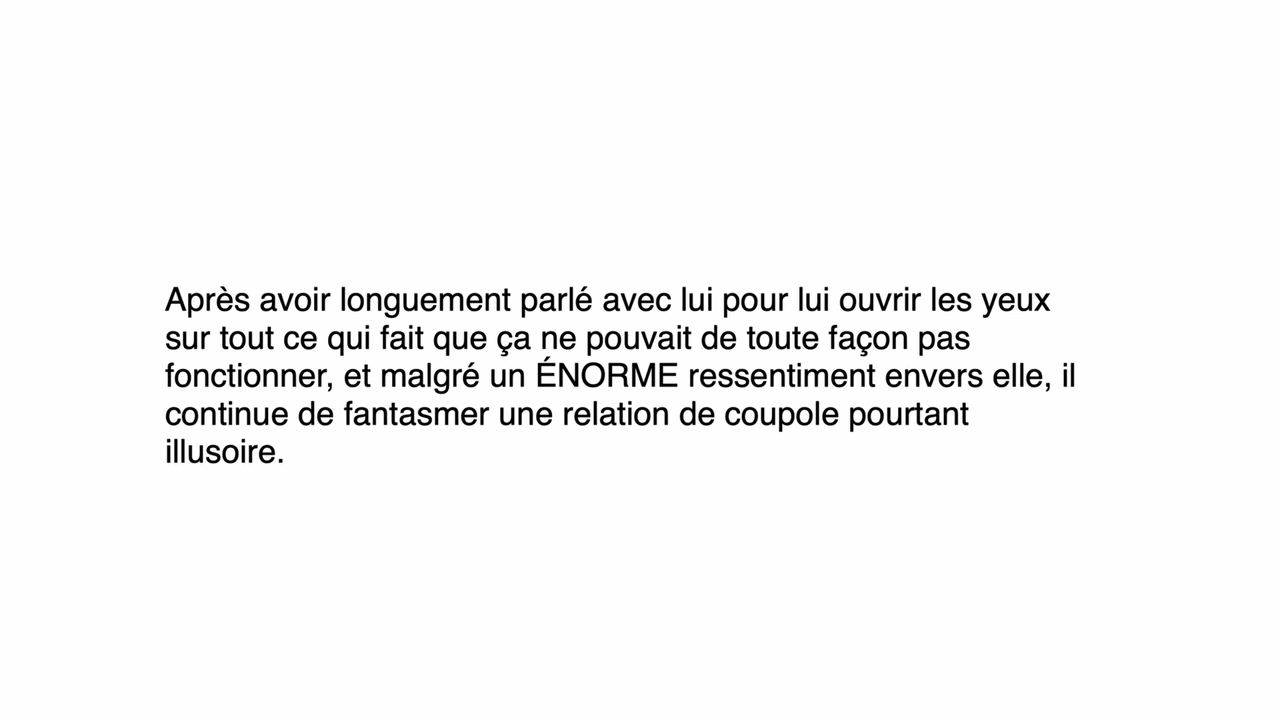 Après avoir longuement parlé avec lui pour lui ouvrir les yeux
sur tout ce qui fait que ça ne pouvait de toute façon pas
fonctionner, et malgré un ÉNORME ressentiment envers elle, il
continue de fantasmer une relation de coupole pourtant
illusoire.